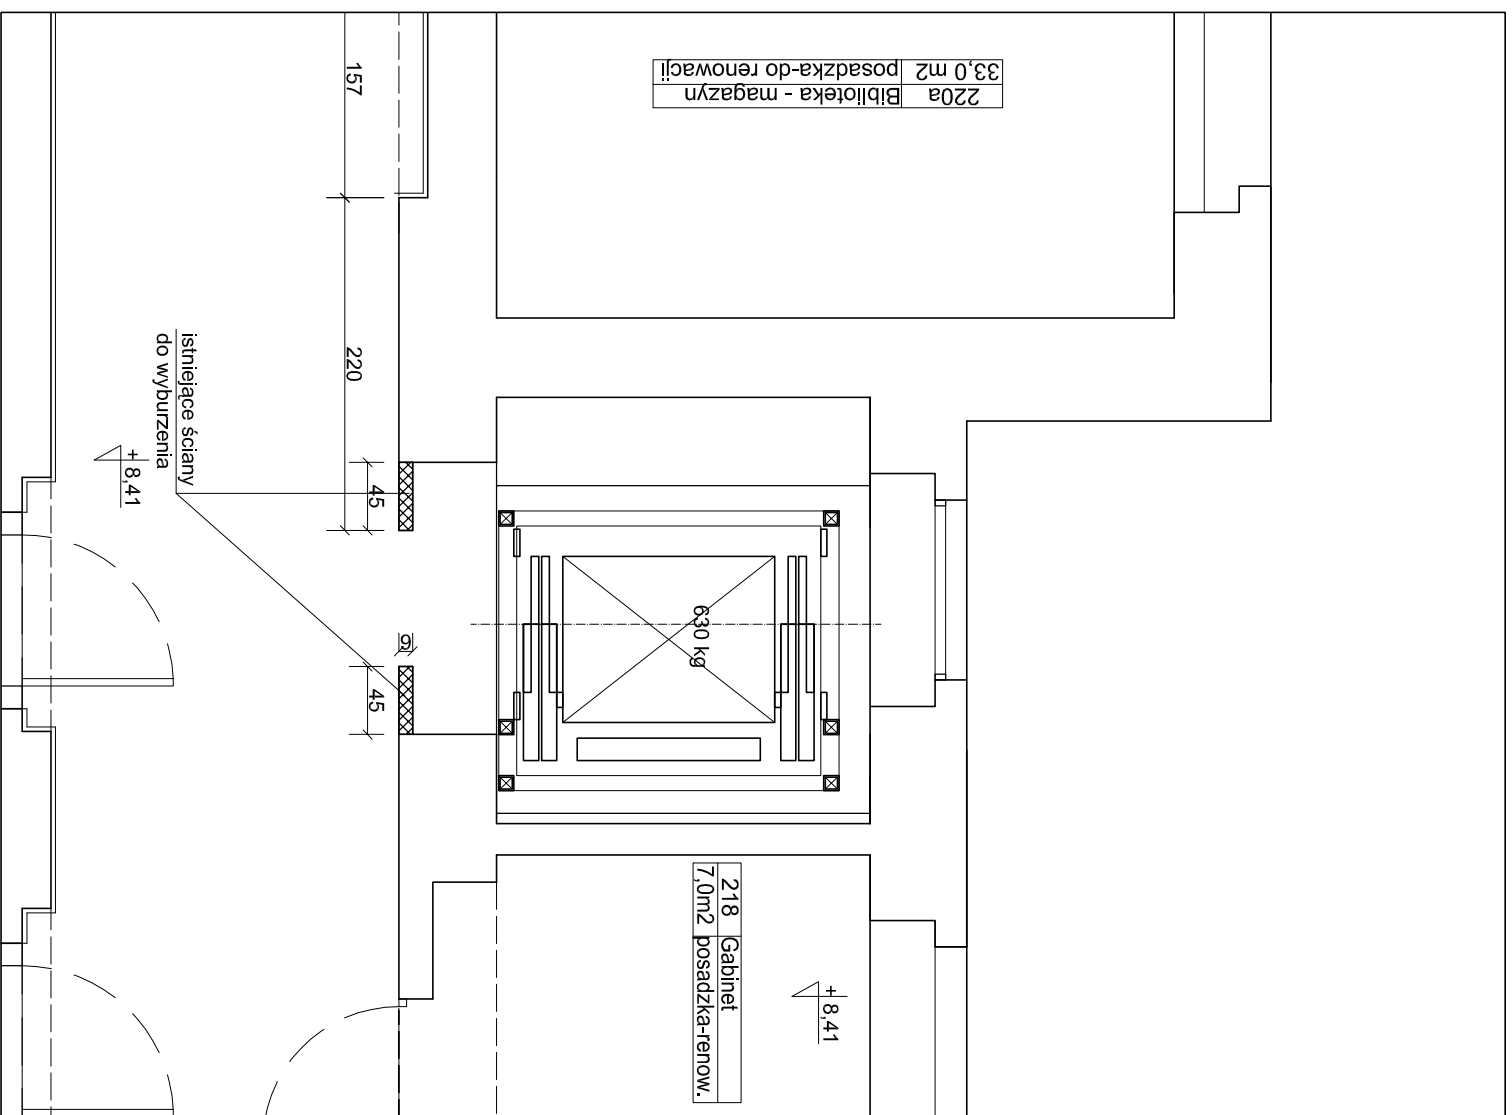 220a Biblioteka - magazyn
33,0 m2 posadzka-do renowacji
157
220
istniejące ściany
do wyburzenia
+ 8,41
45
9
45
630 kg
218 Gabinet
7,0m2 posadzka-renow.
+ 8,41